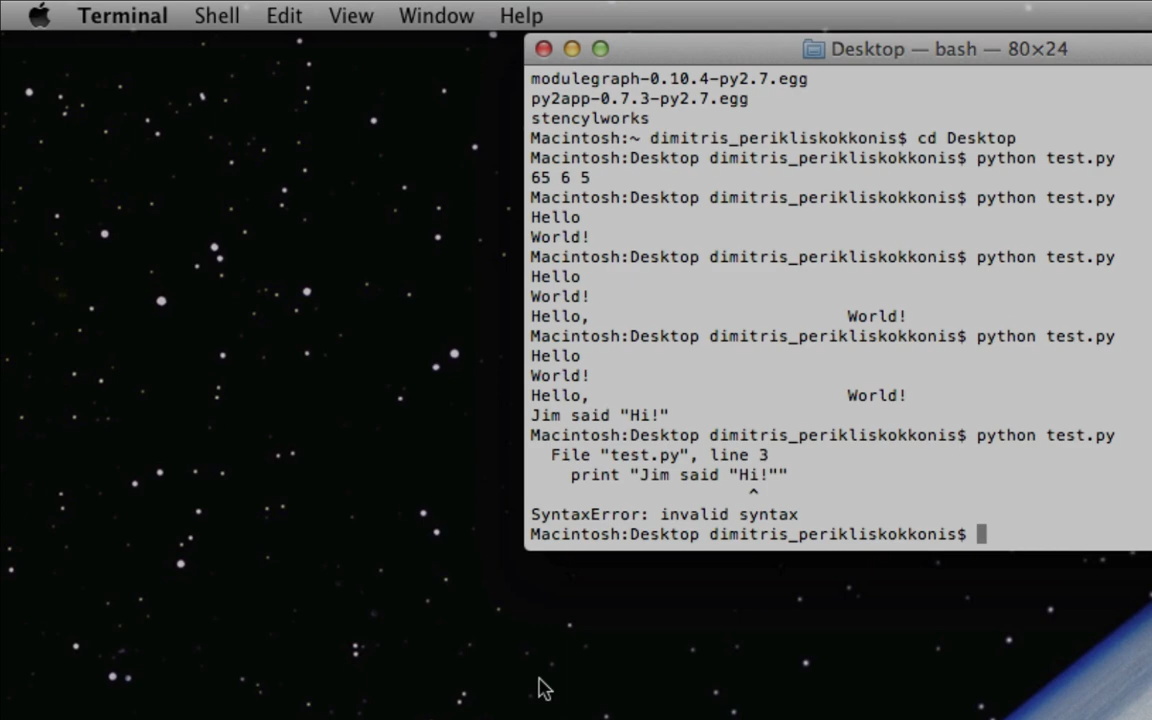 Terminal Shell Edit View Window Help
Desktop — bash — 80×24
modulegraph-0.10.4-py2.7.egg
py2app-0.7.3-py2.7.egg
stencylworks
Macintosh:~ dimitris_perikliskokkonis$ cd Desktop
Macintosh:Desktop dimitris_perikliskokkonis$ python test.py
65 6 5
Macintosh:Desktop dimitris_perikliskokkonis$ python test.py
Hello
World!
Macintosh:Desktop dimitris_perikliskokkonis$ python test.py
Hello
World!
Hello,                          World!
Macintosh:Desktop dimitris_perikliskokkonis$ python test.py
Hello
World!
Hello,                          World!
Jim said "Hi!"
Macintosh:Desktop dimitris_perikliskokkonis$ python test.py
  File "test.py", line 3
    print "Jim said "Hi!""
                      ^
SyntaxError: invalid syntax
Macintosh:Desktop dimitris_perikliskokkonis$